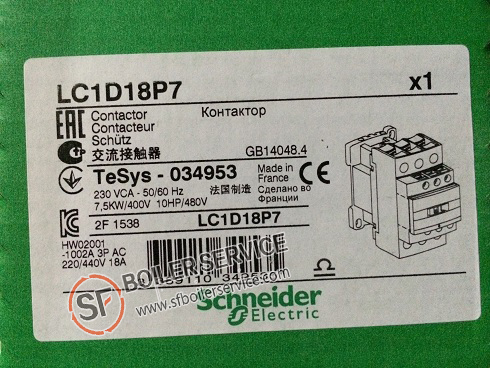 LC1D18P7 x1
EAC Contactor Контактор
Contacteur
Schütz
交流接触器 GB14048.4
TeSys - 034953 Made in France CE
230 VCA - 50/60 Hz 法国制造 Сделано во Франции
7,5KW/400V 10HP/480V
2F 1538 LC1D18P7
HW02001
-1002A 3P AC
220/440V 18A
SF BOILERSERVICE
www.sfboilerservice.com
Schneider
Electric